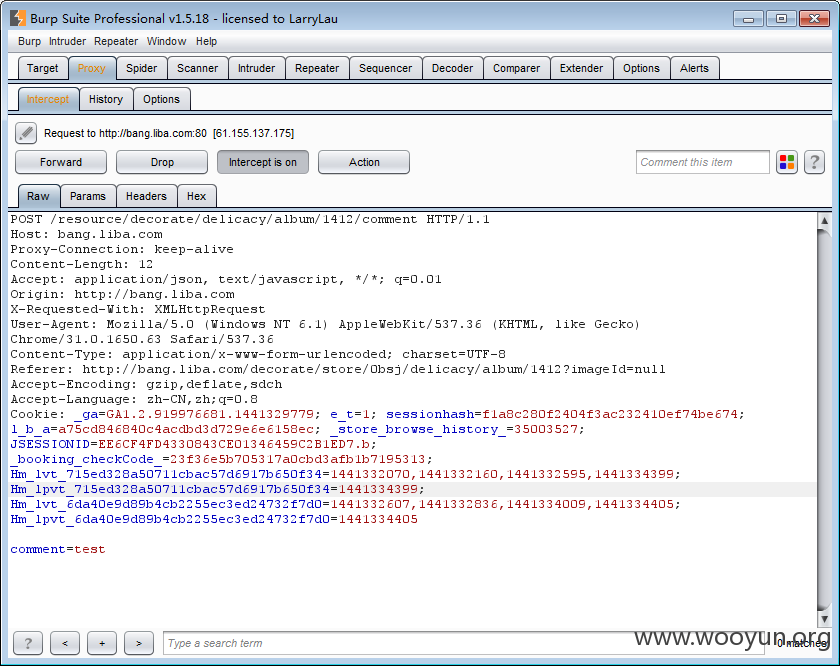 Burp Suite Professional v1.5.18 - licensed to LarryLau
Burp Intruder Repeater Window Help
Target Proxy Spider Scanner Intruder Repeater Sequencer Decoder Comparer Extender Options Alerts
Intercept History Options
Request to http://bang.liba.com:80 [61.155.137.175]
Forward Drop Intercept is on Action Comment this item ?
Raw Params Headers Hex
POST /resource/decorate/delicacy/album/1412/comment HTTP/1.1
Host: bang.liba.com
Proxy-Connection: keep-alive
Content-Length: 12
Accept: application/json, text/javascript, */*; q=0.01
Origin: http://bang.liba.com
X-Requested-With: XMLHttpRequest
User-Agent: Mozilla/5.0 (Windows NT 6.1) AppleWebKit/537.36 (KHTML, like Gecko)
Chrome/31.0.1650.63 Safari/537.36
Content-Type: application/x-www-form-urlencoded; charset=UTF-8
Referer: http://bang.liba.com/decorate/store/0bsj/delicacy/album/1412?imageId=null
Accept-Encoding: gzip,deflate,sdch
Accept-Language: zh-CN,zh;q=0.8
Cookie: _ga=GA1.2.919976681.1441329779; e_t=1; sessionhash=f1a8c280f2404f3ac232410ef74be674;
l_b_a=a75cd846840c4acdbd3d729e6e6158ec; _store_browse_history_=35003527;
JSESSIONID=EE6CF4FD4330843CE01346459C2B1ED7.b;
_booking_checkCode_=23f36e5b705317a0cbd3afb1b7195313;
Hm_lvt_715ed328a50711cbac57d6917b650f34=1441332070,1441332160,1441332595,1441334399;
Hm_lpvt_715ed328a50711cbac57d6917b650f34=1441334399;
Hm_lvt_6da40e9d89b4cb2255ec3ed24732f7d0=1441332607,1441332836,1441334009,1441334405;
Hm_lpvt_6da40e9d89b4cb2255ec3ed24732f7d0=1441334405
comment=test
? < + > Type a search term 0 matches
www.wooyun.org